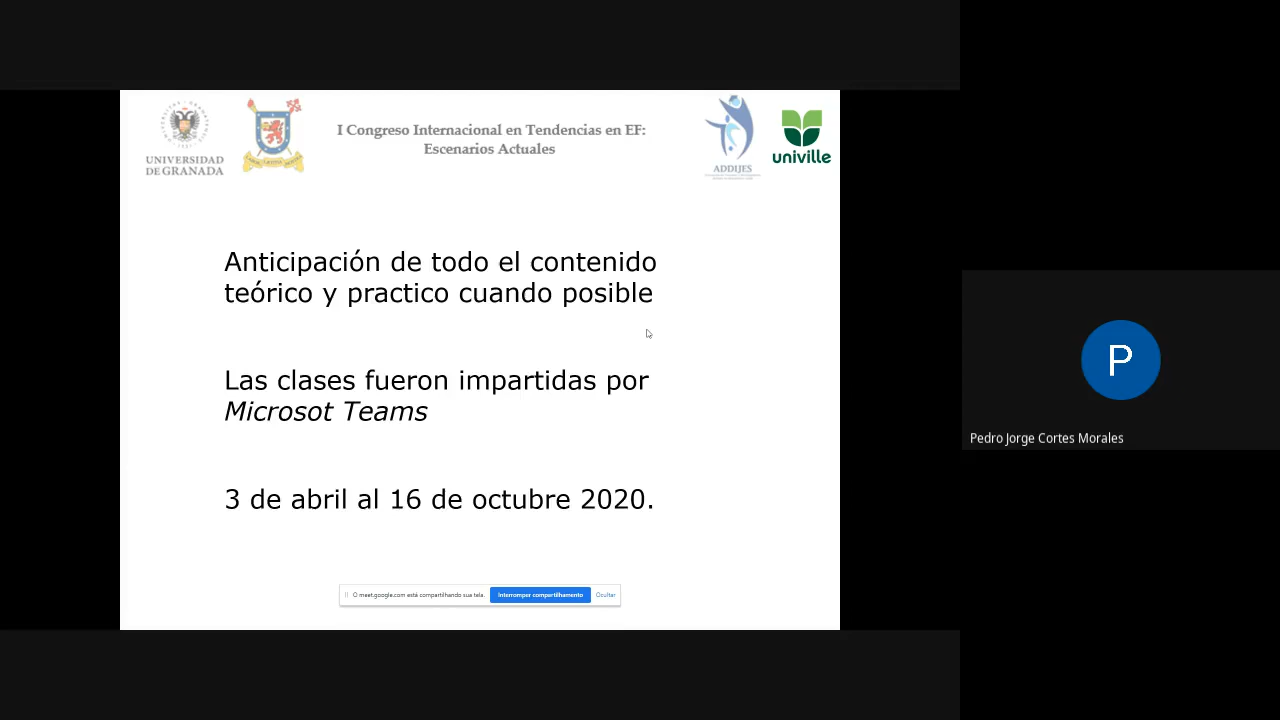 I Congreso Internacional en Tendencias en EF:
Escenarios Actuales
UNIVERSIDAD
DE GRANADA
ADDIJES
univille
Anticipación de todo el contenido
teórico y practico cuando posible
Las clases fueron impartidas por
Microsot Teams
3 de abril al 16 de octubre 2020.
O meet.google.com está compartilhando sua tela.
Interromper compartilhamento
Ocultar
P
Pedro Jorge Cortes Morales